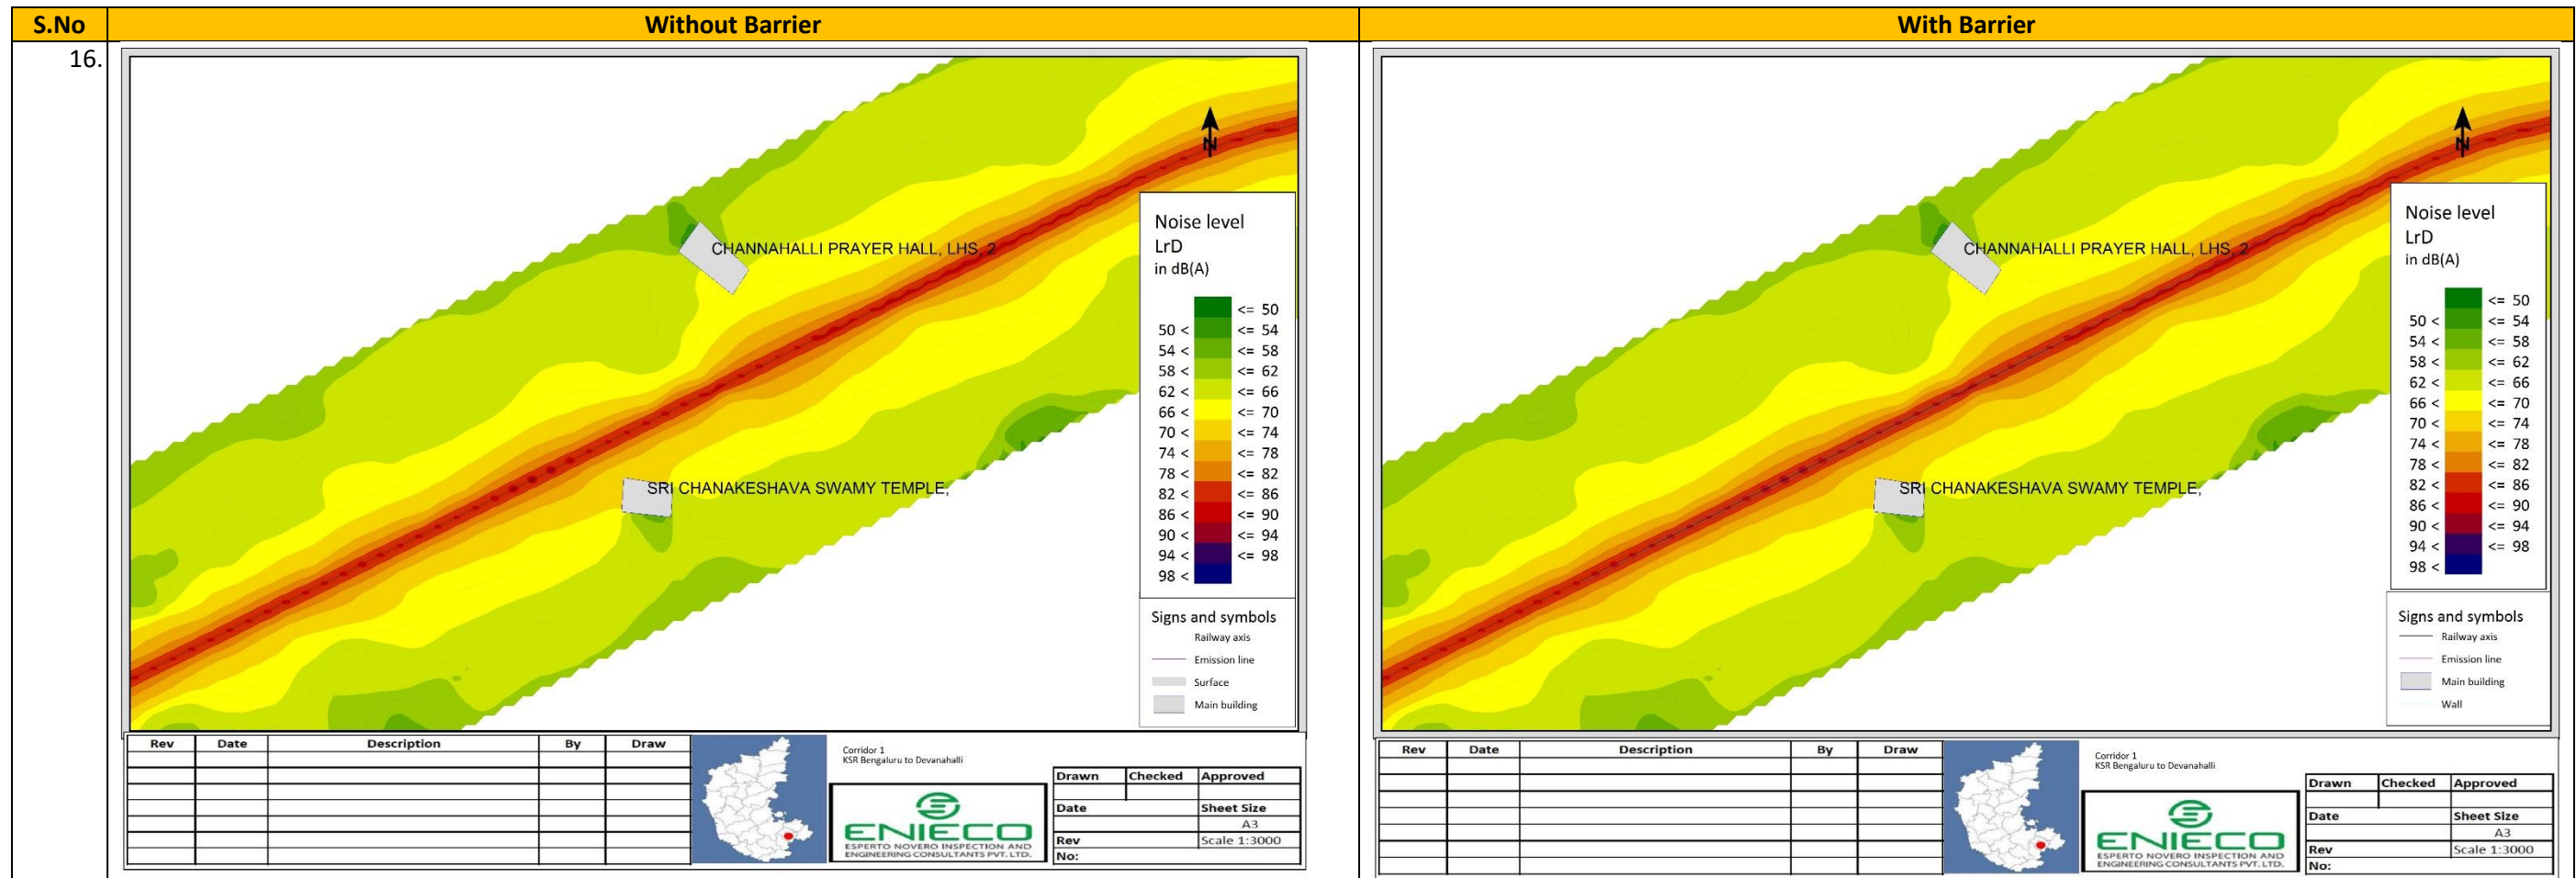 S.No Without Barrier With Barrier
16.
N
CHANNAHALLI PRAYER HALL, LHS, 2
SRI CHANAKESHAVA SWAMY TEMPLE,
Noise level
LrD
in dB(A)
<= 50
50 < <= 54
54 < <= 58
58 < <= 62
62 < <= 66
66 < <= 70
70 < <= 74
74 < <= 78
78 < <= 82
82 < <= 86
86 < <= 90
90 < <= 94
94 < <= 98
98 <
Signs and symbols
Railway axis
Emission line
Surface
Main building
Rev Date Description By Draw
Corridor 1
KSR Bengaluru to Devanahalli
ENIECO
ESPERTO NOVERO INSPECTION AND
ENGINEERING CONSULTANTS PVT. LTD.
Drawn Checked Approved
Date Sheet Size
A3
Rev Scale 1:3000
No:
N
CHANNAHALLI PRAYER HALL, LHS, 2
SRI CHANAKESHAVA SWAMY TEMPLE,
Noise level
LrD
in dB(A)
<= 50
50 < <= 54
54 < <= 58
58 < <= 62
62 < <= 66
66 < <= 70
70 < <= 74
74 < <= 78
78 < <= 82
82 < <= 86
86 < <= 90
90 < <= 94
94 < <= 98
98 <
Signs and symbols
Railway axis
Emission line
Main building
Wall
Rev Date Description By Draw
Corridor 1
KSR Bengaluru to Devanahalli
ENIECO
ESPERTO NOVERO INSPECTION AND
ENGINEERING CONSULTANTS PVT. LTD.
Drawn Checked Approved
Date Sheet Size
A3
Rev Scale 1:3000
No: